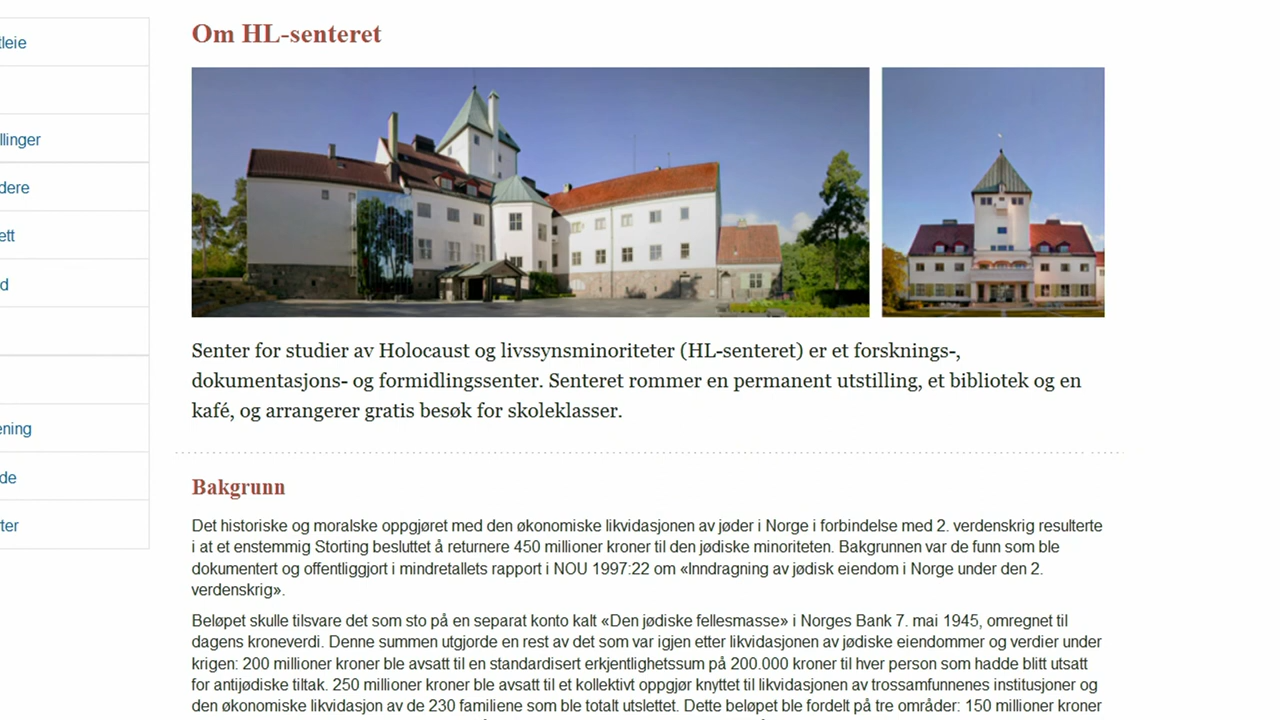 Om HL-senteret
tleie
llinger
dere
ett
d
ening
de
ter
Senter for studier av Holocaust og livssynsminoriteter (HL-senteret) er et forsknings-,
dokumentasjons- og formidlingssenter. Senteret rommer en permanent utstilling, et bibliotek og en
kafé, og arrangerer gratis besøk for skoleklasser.
Bakgrunn
Det historiske og moralske oppgjøret med den økonomiske likvidasjonen av jøder i Norge i forbindelse med 2. verdenskrig resulterte
i at et enstemmig Storting besluttet å returnere 450 millioner kroner til den jødiske minoriteten. Bakgrunnen var de funn som ble
dokumentert og offentliggjort i mindretallets rapport i NOU 1997:22 om «Inndragning av jødisk eiendom i Norge under den 2.
verdenskrig».
Beløpet skulle tilsvare det som sto på en separat konto kalt «Den jødiske fellesmasse» i Norges Bank 7. mai 1945, omregnet til
dagens kroneverdi. Denne summen utgjorde en rest av det som var igjen etter likvidasjonen av jødiske eiendommer og verdier under
krigen: 200 millioner kroner ble avsatt til en standardisert erkjentlighetssum på 200.000 kroner til hver person som hadde blitt utsatt
for antijødiske tiltak. 250 millioner kroner ble avsatt til et kollektivt oppgjør knyttet til likvidasjonen av trossamfunnenes institusjoner og
den økonomiske likvidasjon av de 230 familiene som ble totalt utslettet. Dette beløpet ble fordelt på tre områder: 150 millioner kroner